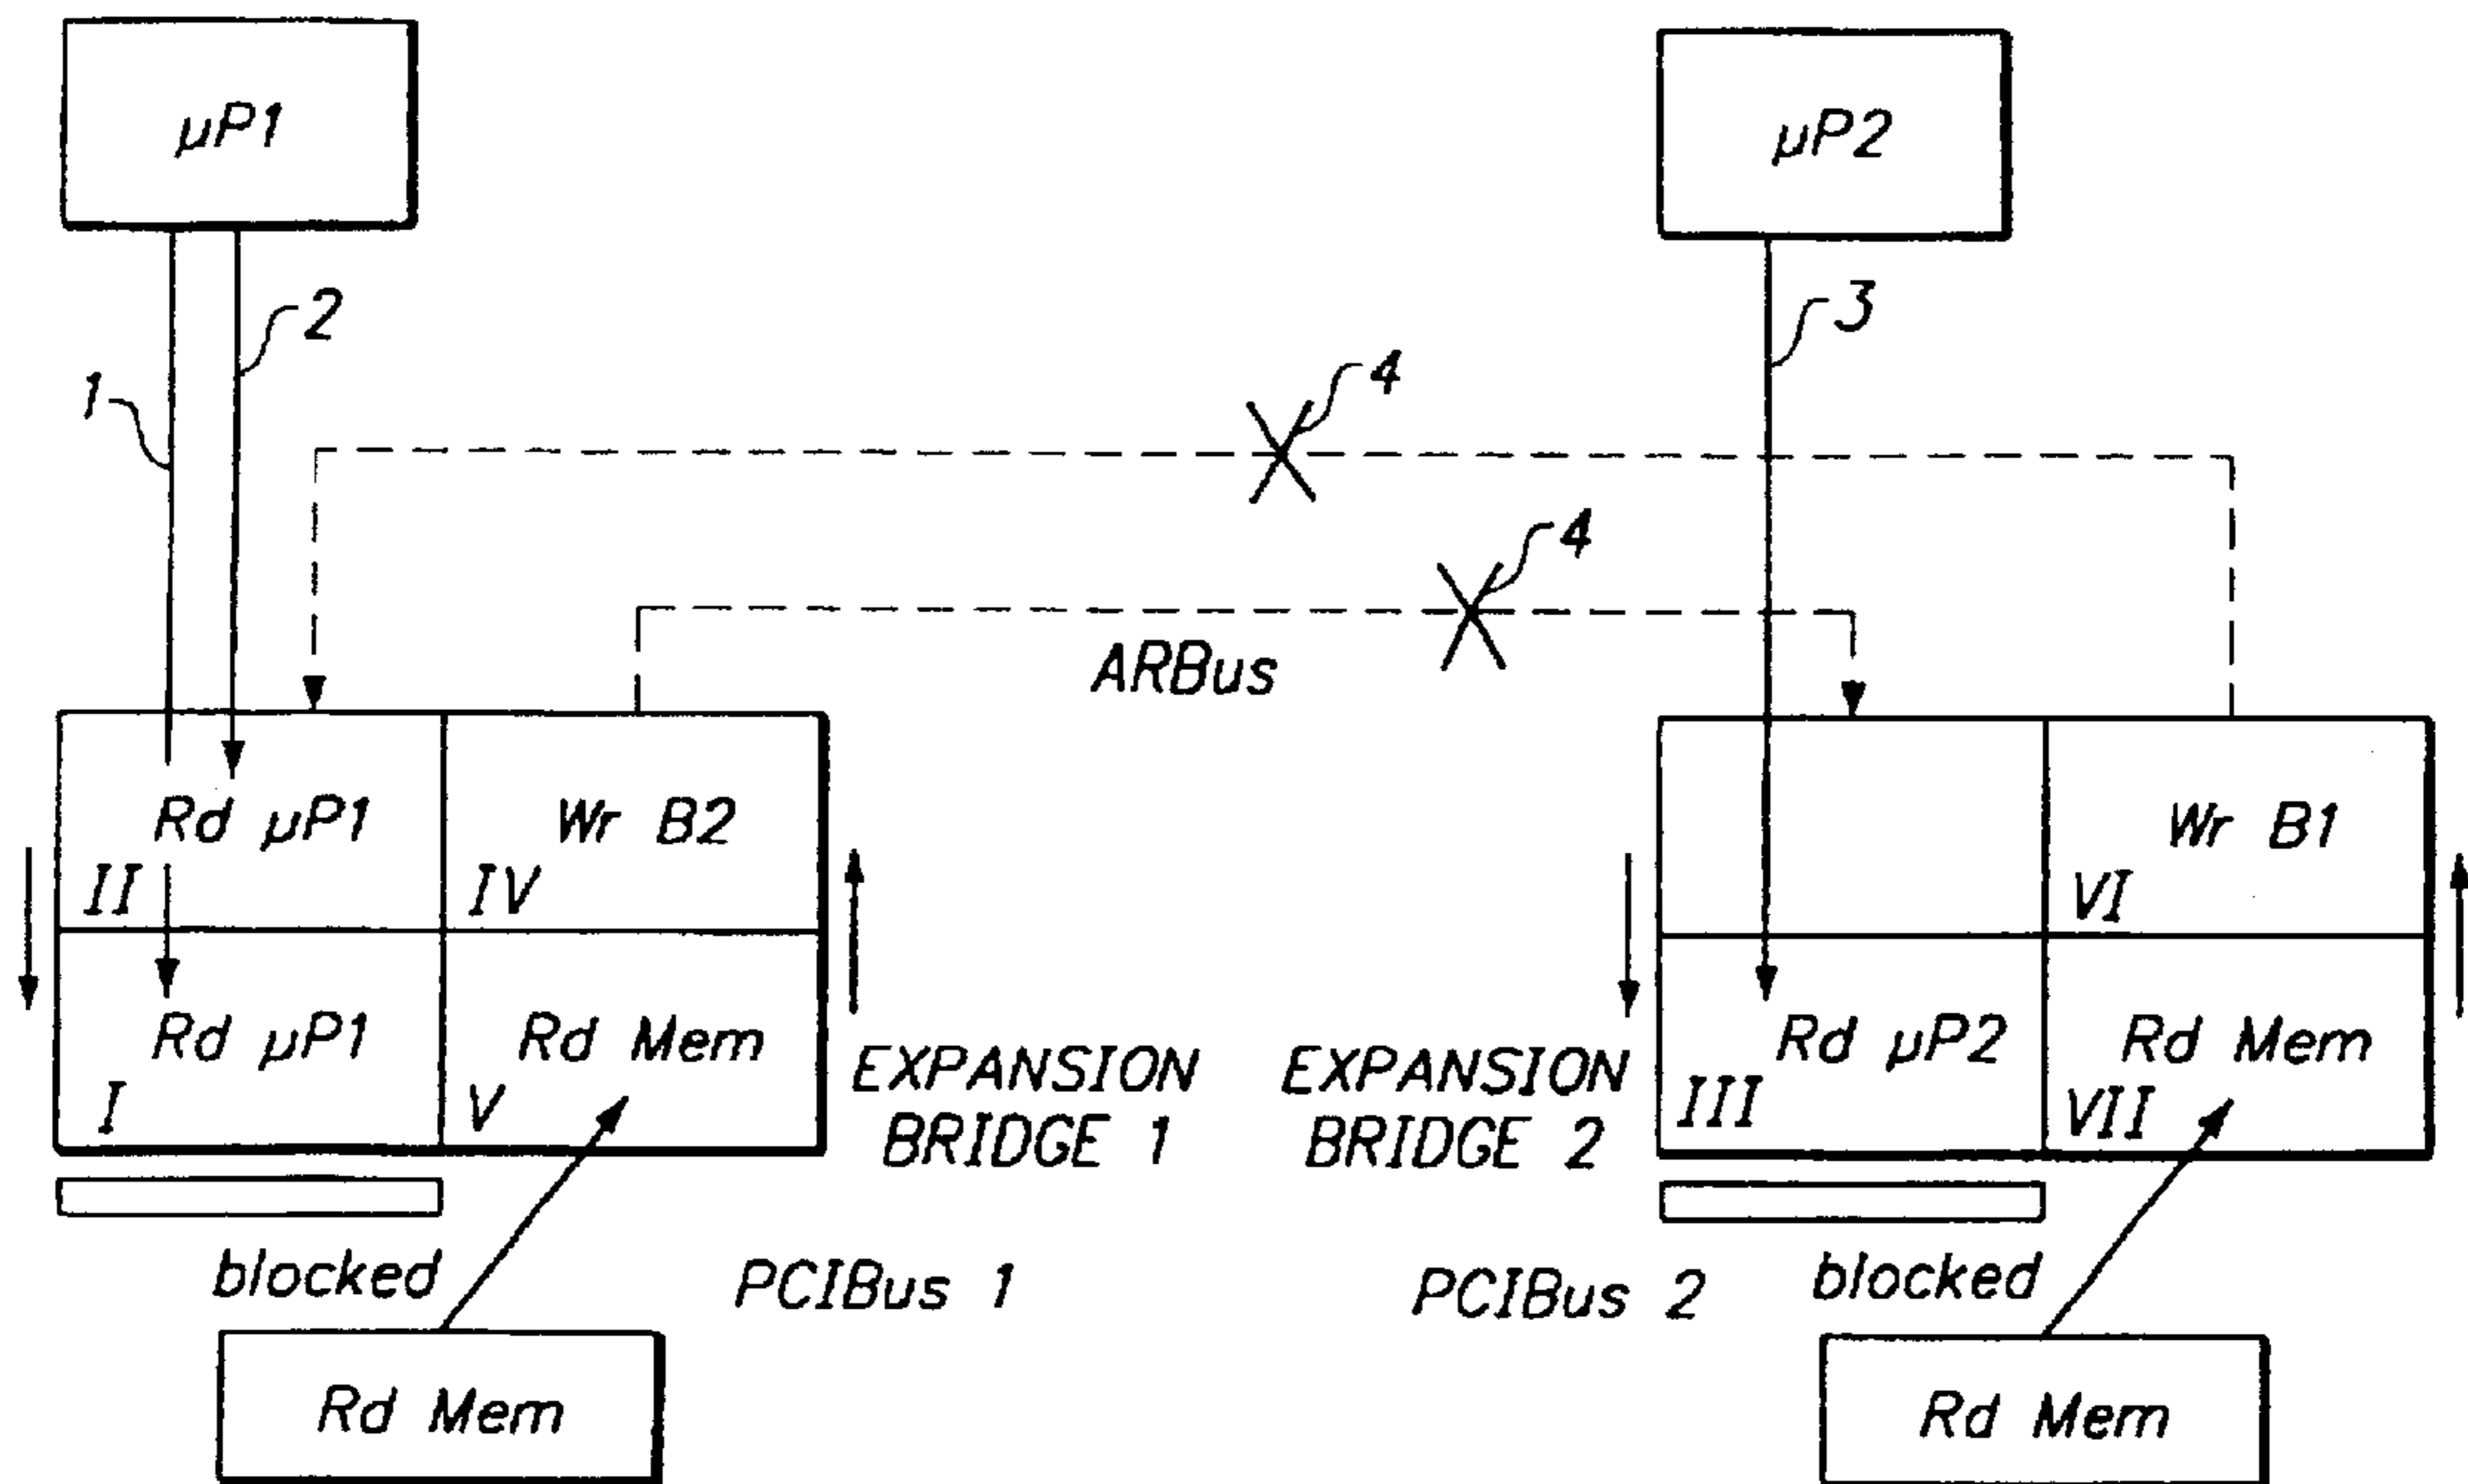 µP1
µP2
2
3
1
4
4
ARBus
Rd µP1
Wr B2
Wr B1
II
IV
VI
Rd µP1
Rd Mem
Rd µP2
Rd Mem
I
V
III
VII
EXPANSION
BRIDGE 1
EXPANSION
BRIDGE 2
blocked
PCIBus 1
PCIBus 2
blocked
Rd Mem
Rd Mem